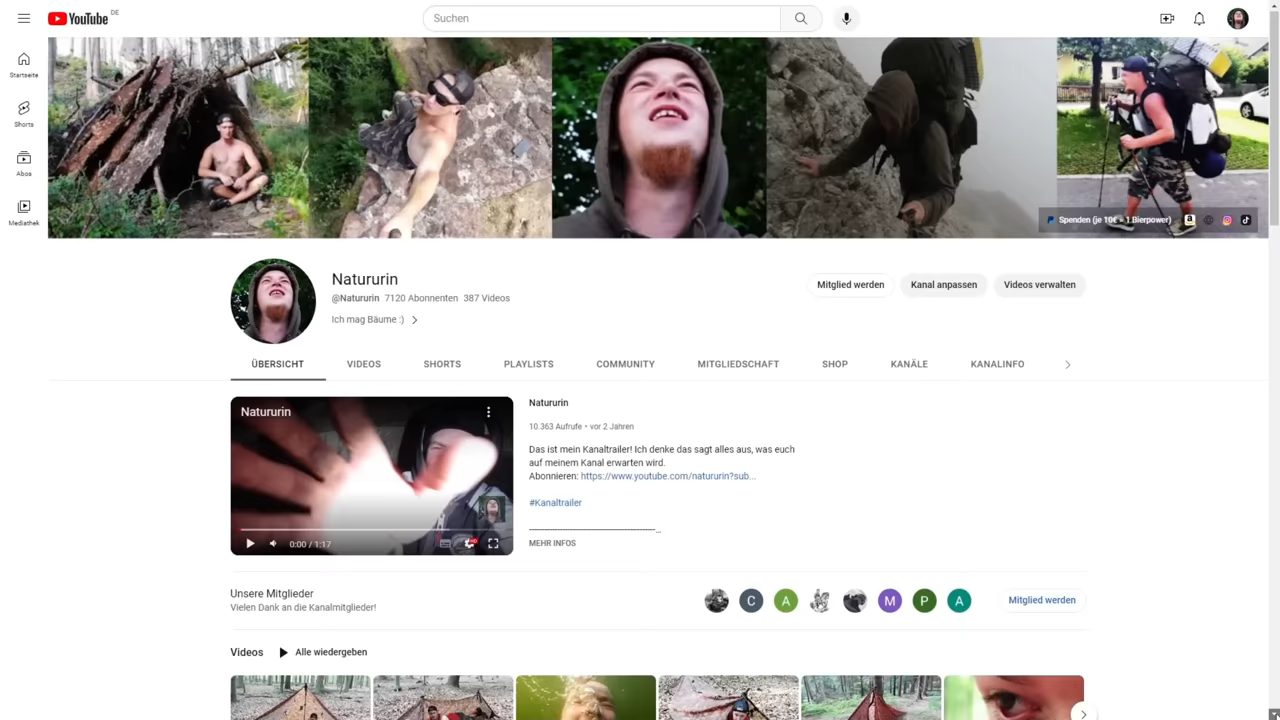 YouTube DE
Suchen
Startseite
Shorts
Abos
Mediathek
Spenden (je 10€ = 1 Bierpower)
Natururin
@Natururin 7120 Abonnenten 387 Videos
Ich mag Bäume :)
Mitglied werden
Kanal anpassen
Videos verwalten
ÜBERSICHT
VIDEOS
SHORTS
PLAYLISTS
COMMUNITY
MITGLIEDSCHAFT
SHOP
KANÄLE
KANALINFO
Natururin
0:00 / 1:17
Natururin
10.363 Aufrufe • vor 2 Jahren
Das ist mein Kanaltrailer! Ich denke das sagt alles aus, was euch
auf meinem Kanal erwarten wird.
Abonnieren: https://www.youtube.com/natururin?sub...
#Kanaltrailer
MEHR INFOS
Unsere Mitglieder
Vielen Dank an die Kanalmitglieder!
C
A
M
P
A
Mitglied werden
Videos
Alle wiedergeben